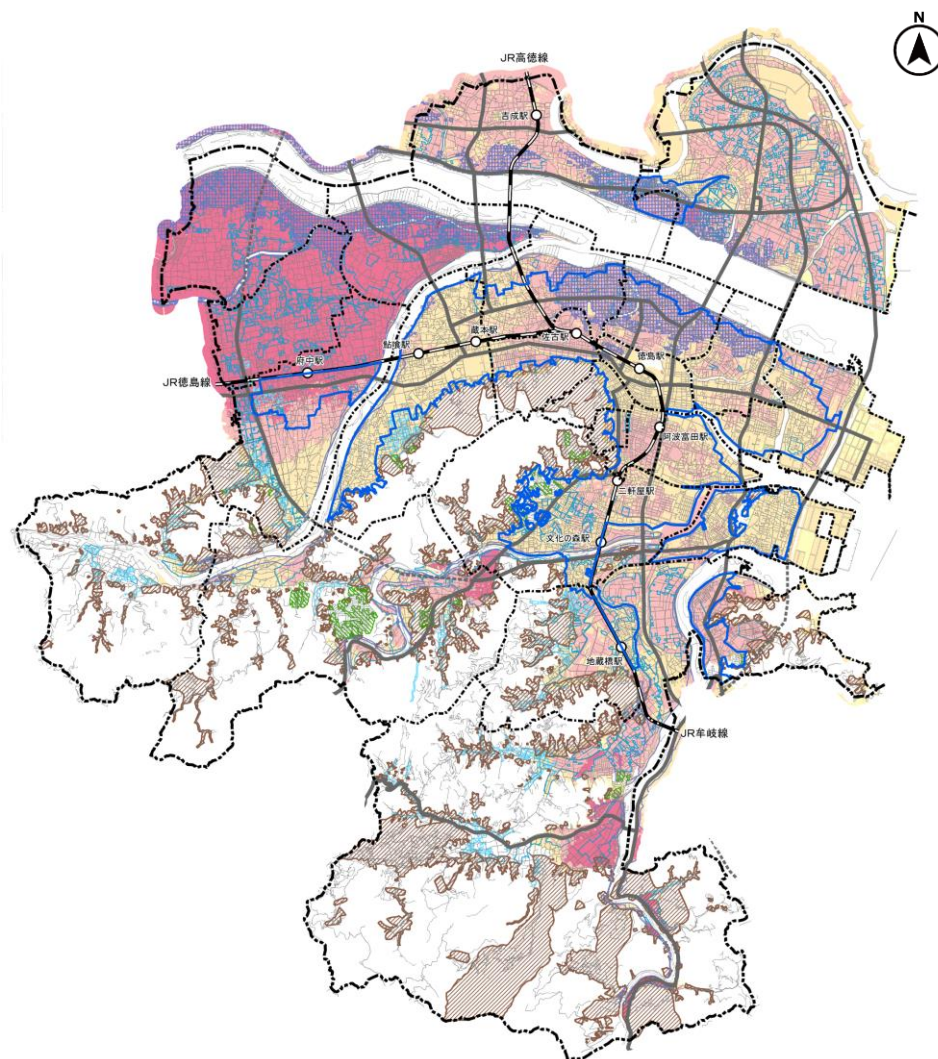 N
JR高徳線
吉成駅
蔵本駅
佐古駅
鮎喰駅
府中駅
徳島駅
JR徳島線
阿波富田駅
二軒屋駅
文化の森駅
地蔵橋駅
JR牟岐線